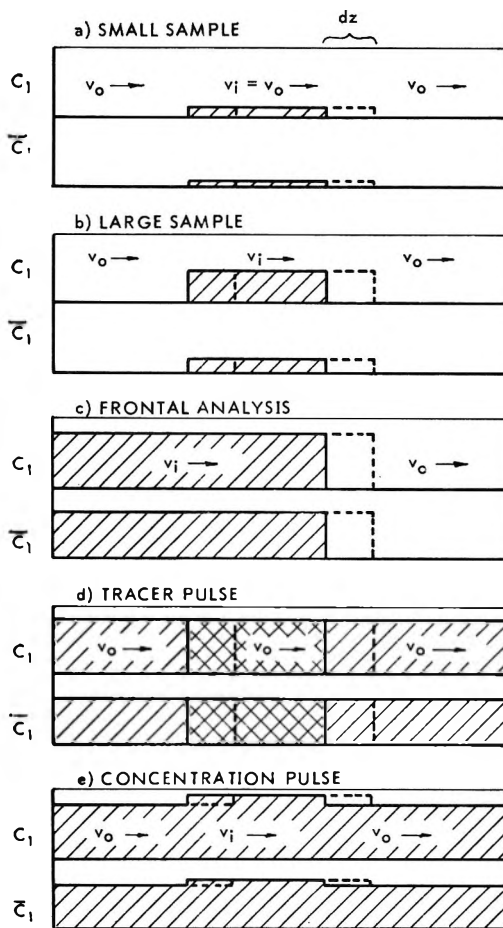 dz
a) SMALL SAMPLE
C₁ v₀ → vᵢ = v₀ → v₀ →
C̄₁
b) LARGE SAMPLE
C₁ v₀ → vᵢ → v₀ →
C̄₁
c) FRONTAL ANALYSIS
C₁ vᵢ → v₀ →
C̄₁
d) TRACER PULSE
C₁ v₀ → v₀ → v₀ →
C̄₁
e) CONCENTRATION PULSE
C₁ v₀ → vᵢ → v₀ →
C̄₁